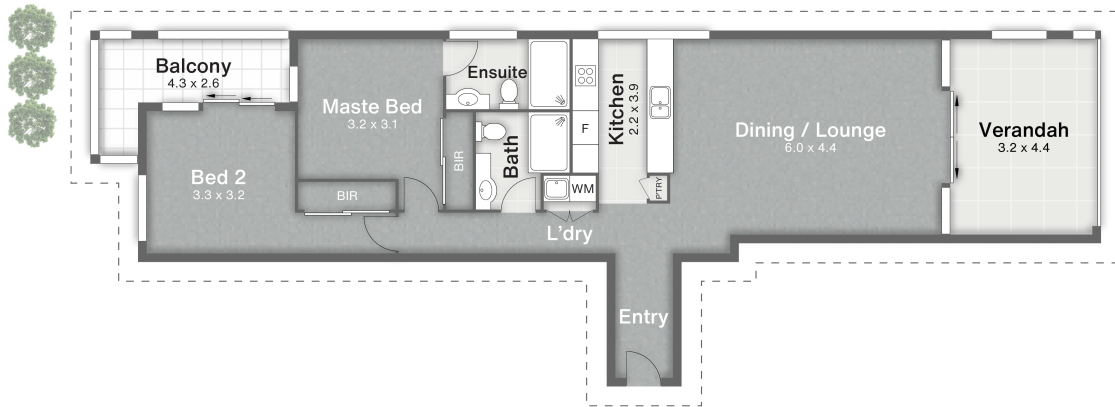 Balcony
4.3 x 2.6
Maste Bed
3.2 x 3.1
Ensuite
Bath
BIR
Bed 2
3.3 x 3.2
BIR
F
WM
L'dry
Kitchen
2.2 x 3.9
P'TRY
Dining / Lounge
6.0 x 4.4
Verandah
3.2 x 4.4
Entry